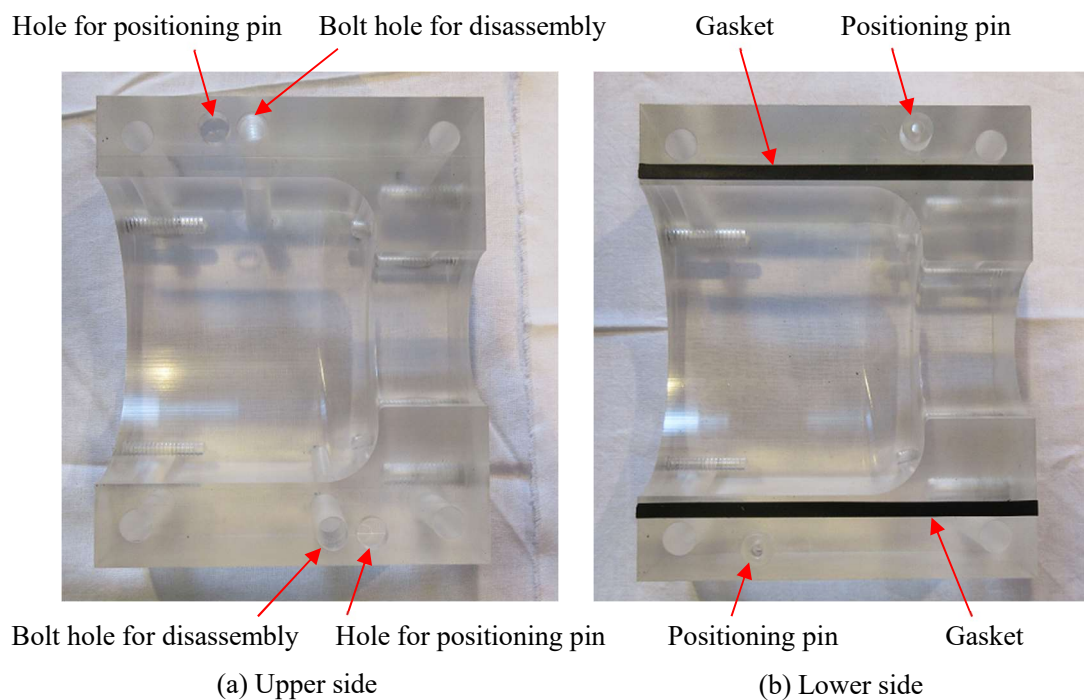 Hole for positioning pin
Bolt hole for disassembly
Gasket
Positioning pin
Bolt hole for disassembly
Hole for positioning pin
Positioning pin
Gasket
(a) Upper side
(b) Lower side